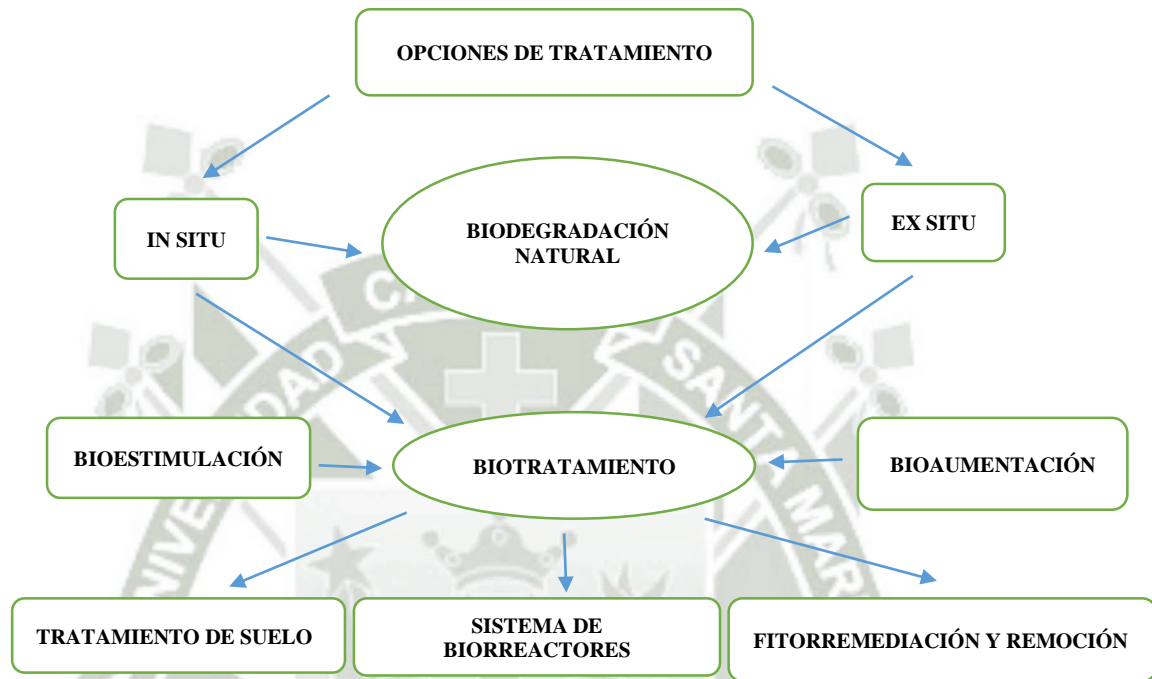 OPCIONES DE TRATAMIENTO
IN SITU
BIODEGRADACIÓN
NATURAL
EX SITU
BIOESTIMULACIÓN
BIOTRATAMIENTO
BIOAUMENTACIÓN
TRATAMIENTO DE SUELO
SISTEMA DE
BIORREACTORES
FITORREMEDIACIÓN Y REMOCIÓN